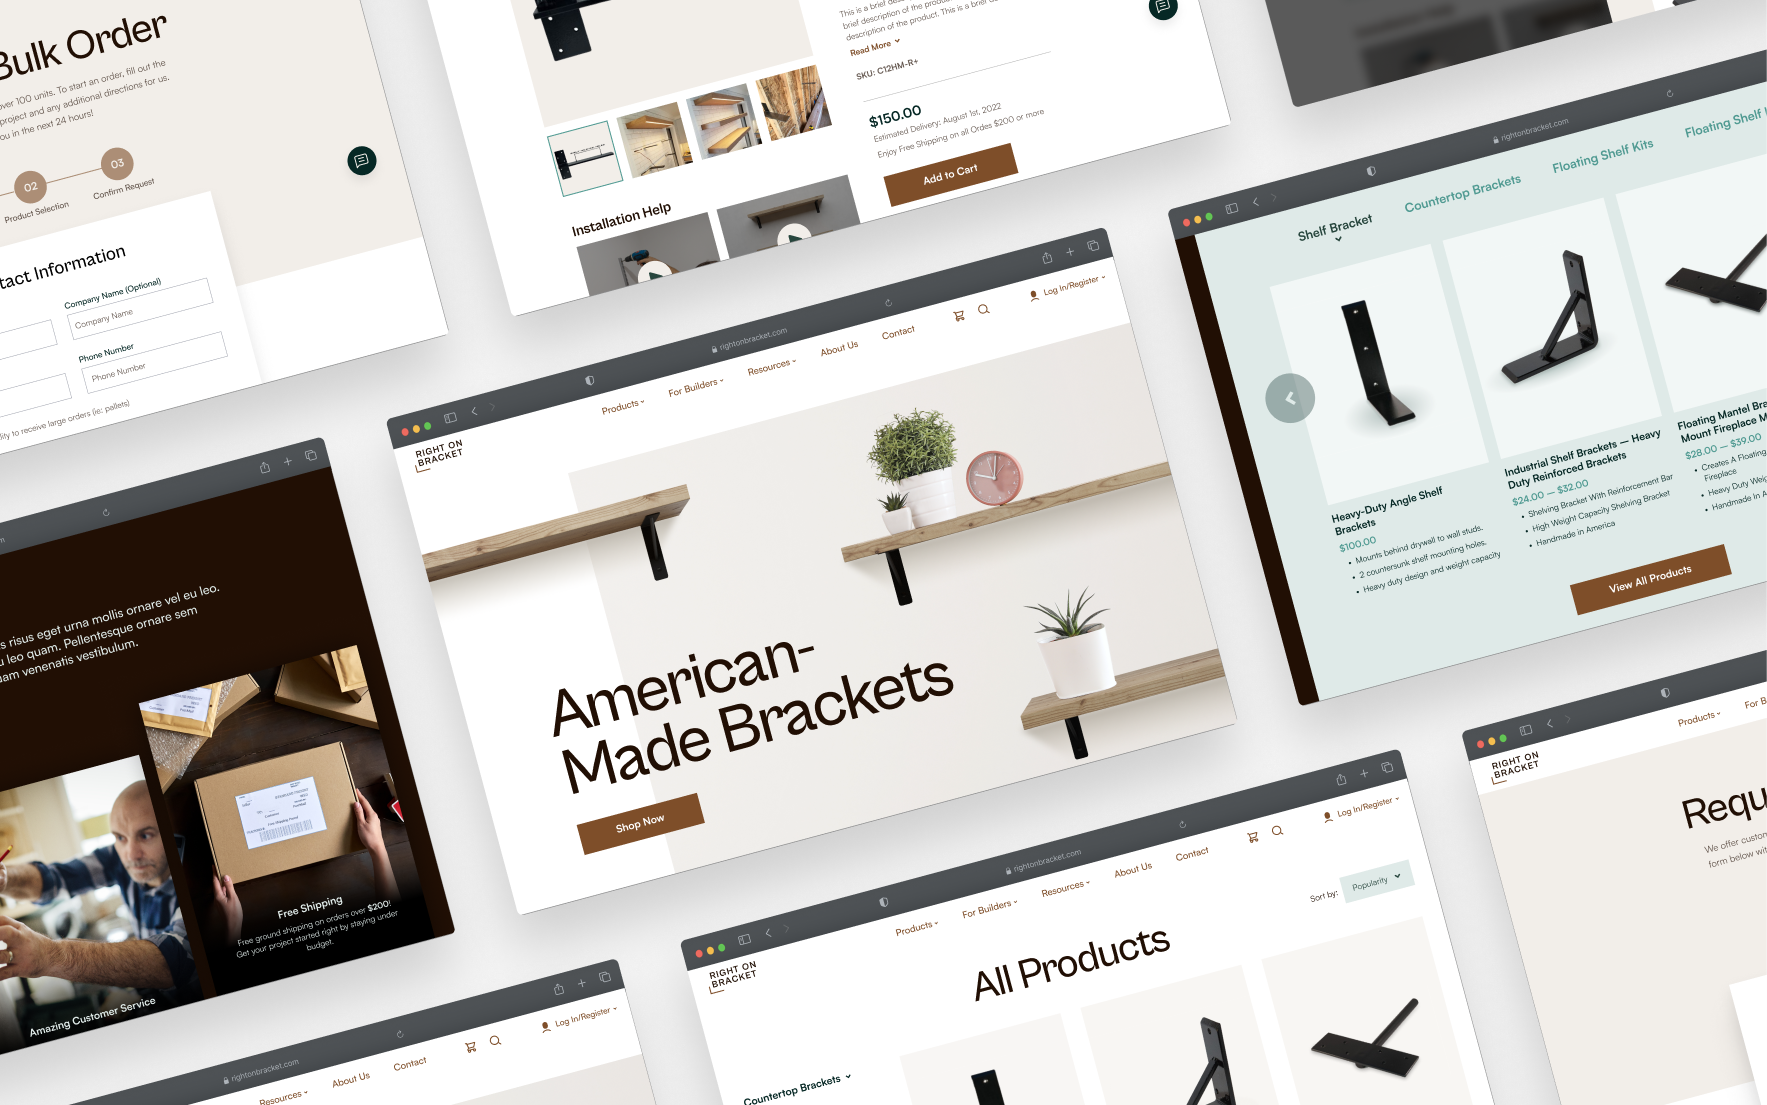 Bulk Order
over 100 units. To start an order, fill out the
project and any additional directions for us.
you in the next 24 hours!
02
Product Selection
03
Confirm Request
tact Information
Company Name (Optional)
Company Name
Phone Number
Phone Number
ility to receive large orders (ie: pallets)
This is a brief
brief description of the product. This is a brief
description of the product.
Read More
SKU: C12HM-R+
$150.00
Estimated Delivery: August 1st, 2022
Enjoy Free Shipping on all Ordes $200 or more
Add to Cart
Installation Help
rightonbracket.com
Shelf Bracket
Countertop Brackets
Floating Shelf Kits
Floating Shelf
Heavy-Duty Angle Shelf
Brackets
$100.00
• Mounts behind drywall to wall studs.
• 2 countersunk shelf mounting holes.
• Heavy duty design and weight capacity
Industrial Shelf Brackets – Heavy
Duty Reinforced Brackets
$24.00 – $32.00
• Shelving Bracket With Reinforcement Bar
• High Weight Capacity Shelving Bracket
• Handmade in America
Floating Mantel Bra
Mount Fireplace M
$28.00 – $39.00
• Creates A Floating
Fireplace
• Heavy Duty Weig
• Handmade In A
View All Products
rightonbracket.com
RIGHT ON
BRACKET
Products
For Builders
Resources
About Us
Contact
Log In/Register
American-
Made Brackets
Shop Now
s risus eget urna mollis ornare vel eu leo.
u leo quam. Pellentesque ornare sem
am venenatis vestibulum.
Amazing Customer Service
Free Shipping
Free ground shipping on orders over $200!
Get your project started right by staying under
budget.
rightonbracket.com
Resources
About Us
Contact
Log In/Register
rightonbracket.com
RIGHT ON
BRACKET
Products
For Builders
Resources
About Us
Contact
Log In/Register
All Products
Sort by:
Popularity
Countertop Brackets
RIGHT ON
BRACKET
Products
For B
Requ
We offer custom
form below wit